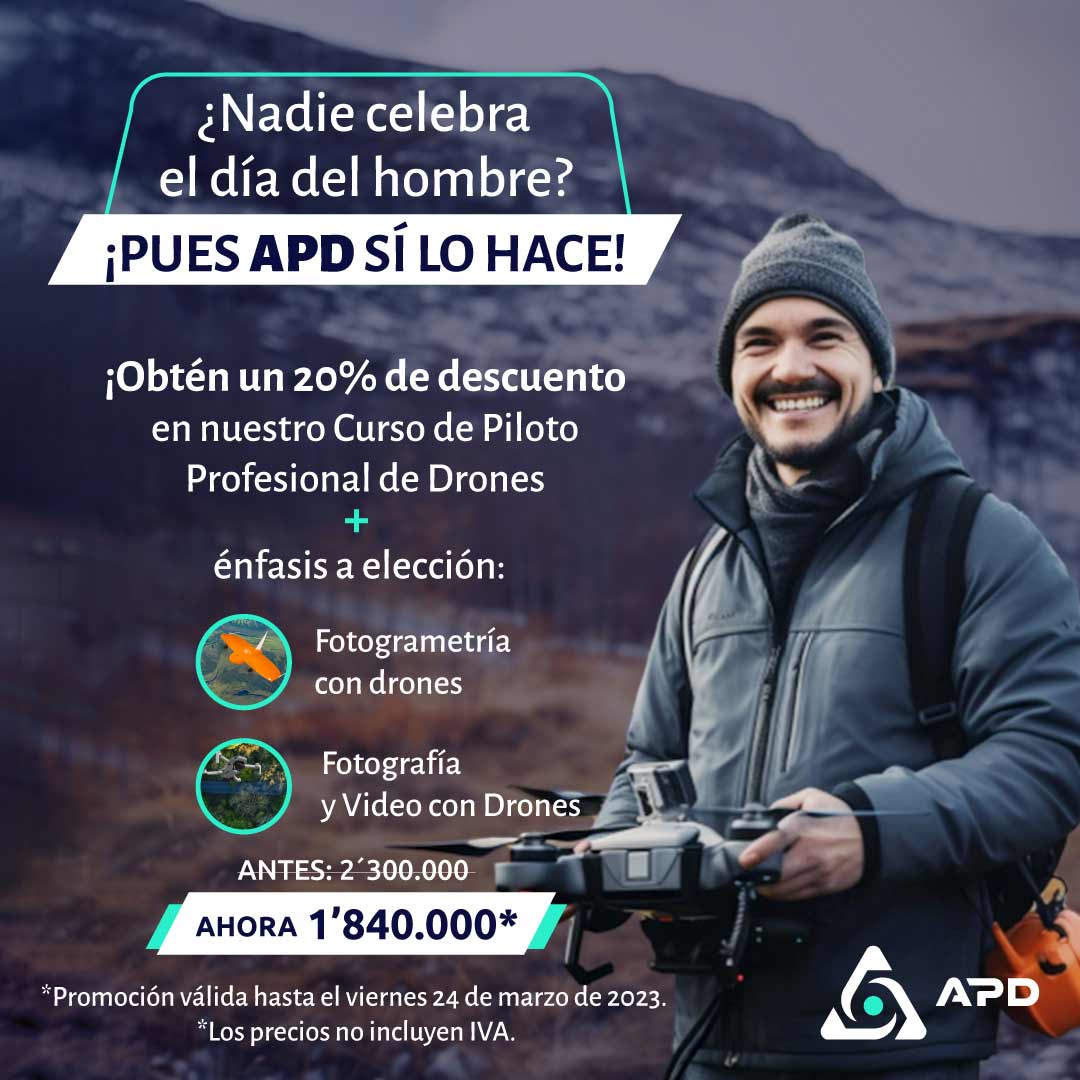 ¿Nadie celebra
el día del hombre?
¡PUES APD SÍ LO HACE!
¡Obtén un 20% de descuento
en nuestro Curso de Piloto
Profesional de Drones
+
énfasis a elección:
Fotogrametría
con drones
Fotografía
y Video con Drones
ANTES: 2´300.000
AHORA 1’840.000*
*Promoción válida hasta el viernes 24 de marzo de 2023.
*Los precios no incluyen IVA.
APD